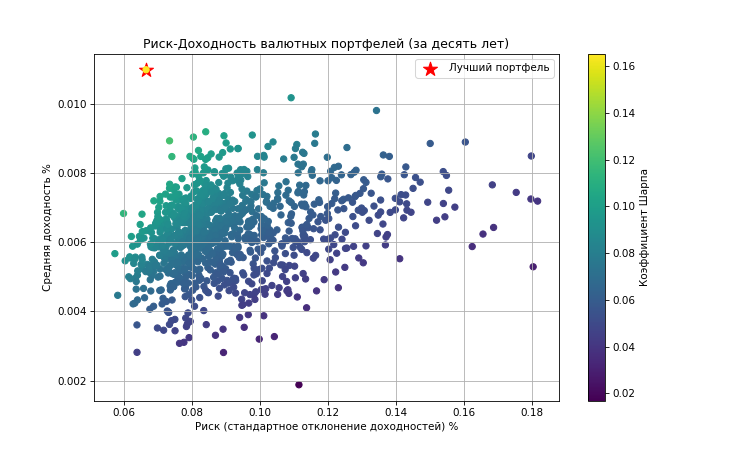 Риск-Доходность валютных портфелей (за десять лет)
Лучший портфель
Средняя доходность %
0.010
0.008
0.006
0.004
0.002
0.06 0.08 0.10 0.12 0.14 0.16 0.18
Риск (стандартное отклонение доходностей) %
0.16
0.14
0.12
0.10
0.08
0.06
0.04
0.02
Коэффициент Шарпа